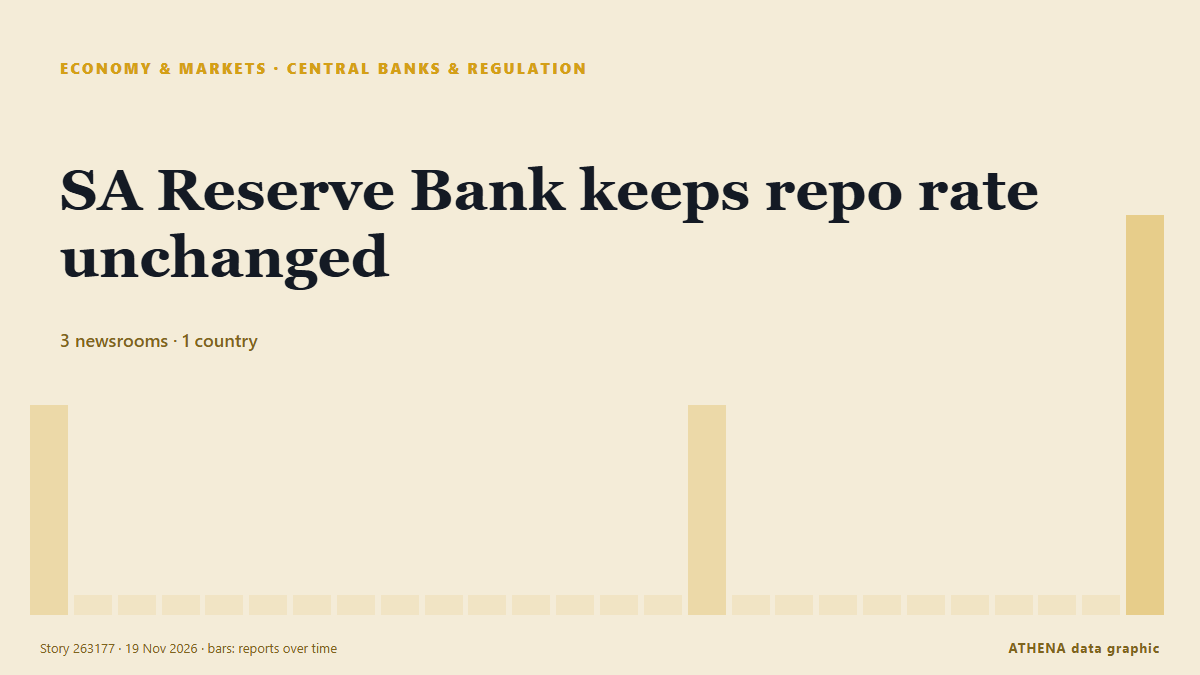 ECONOMY & MARKETS · CENTRAL BANKS & REGULATION
SA Reserve Bank keeps repo rate
unchanged
3 newsrooms · 1 country
Story 263177 · 19 Nov 2026 · bars: reports over time
ATHENA data graphic